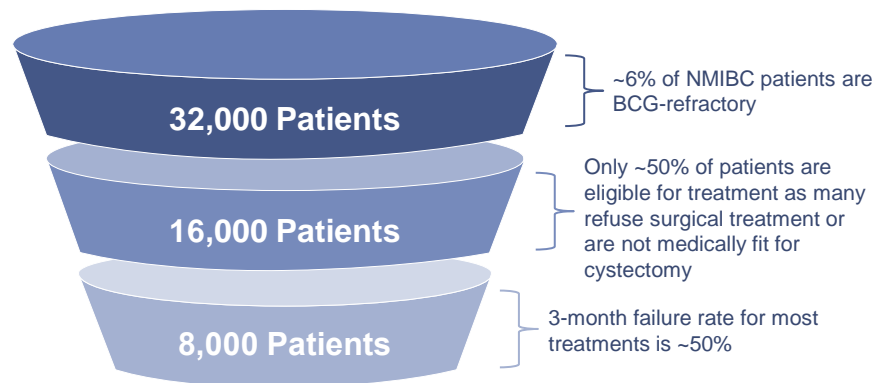 32,000 Patients
~6% of NMIBC patients are
BCG-refractory
16,000 Patients
Only ~50% of patients are
eligible for treatment as many
refuse surgical treatment or
are not medically fit for
cystectomy
8,000 Patients
3-month failure rate for most
treatments is ~50%